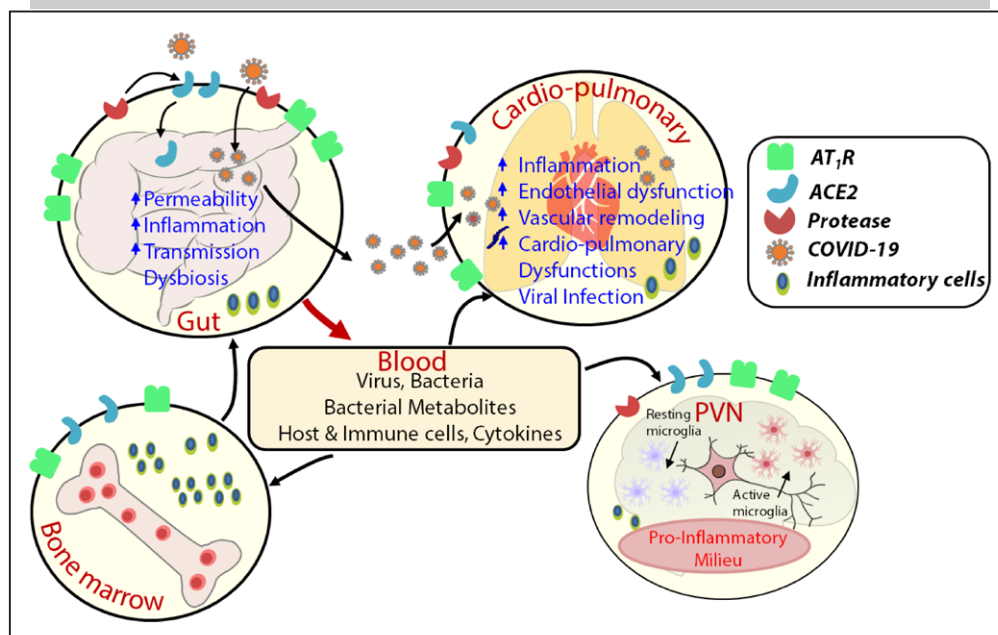 Cardio-pulmonary
Inflammation
Endothelial dysfunction
Vascular remodeling
Cardio-pulmonary
Dysfunctions
Viral Infection
Permeability
Inflammation
Transmission
Dysbiosis
Gut
AT₁R
ACE2
Protease
COVID-19
Inflammatory cells
Blood
Virus, Bacteria
Bacterial Metabolites
Host & Immune cells, Cytokines
Bone marrow
PVN
Resting
microglia
Active
microglia
Pro-Inflammatory
Milieu